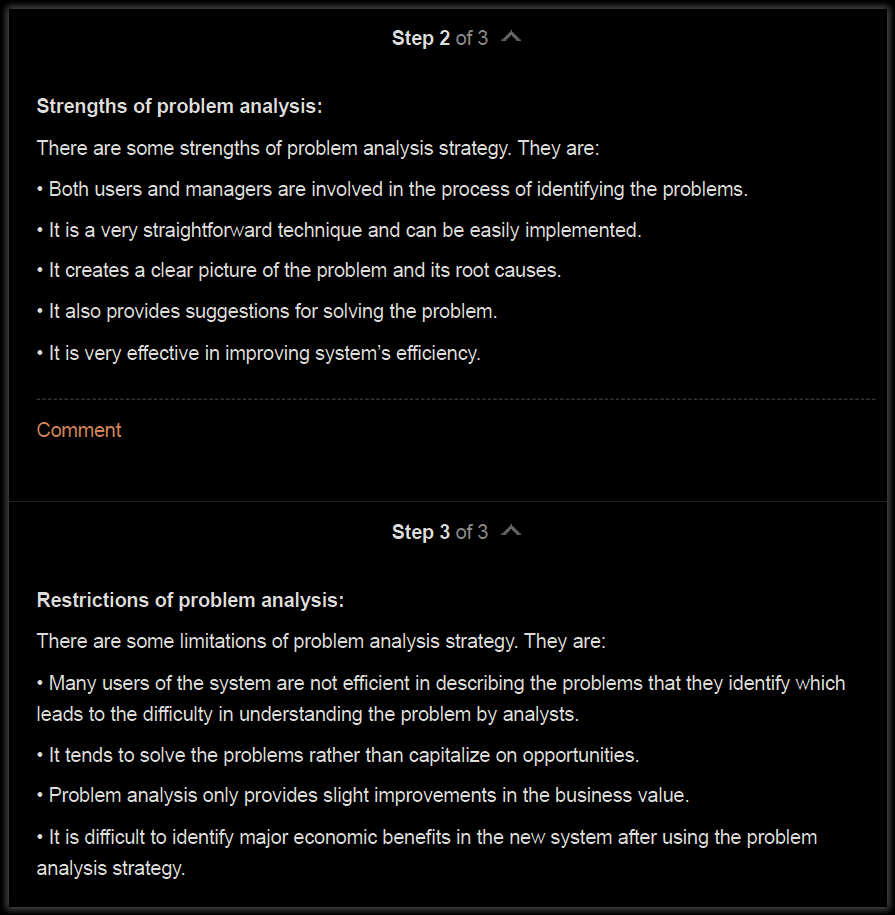 Step 2 of 3
Strengths of problem analysis:
There are some strengths of problem analysis strategy. They are:
• Both users and managers are involved in the process of identifying the problems.
• It is a very straightforward technique and can be easily implemented.
• It creates a clear picture of the problem and its root causes.
• It also provides suggestions for solving the problem.
• It is very effective in improving system’s efficiency.
Comment
Step 3 of 3
Restrictions of problem analysis:
There are some limitations of problem analysis strategy. They are:
• Many users of the system are not efficient in describing the problems that they identify which
leads to the difficulty in understanding the problem by analysts.
• It tends to solve the problems rather than capitalize on opportunities.
• Problem analysis only provides slight improvements in the business value.
• It is difficult to identify major economic benefits in the new system after using the problem
analysis strategy.